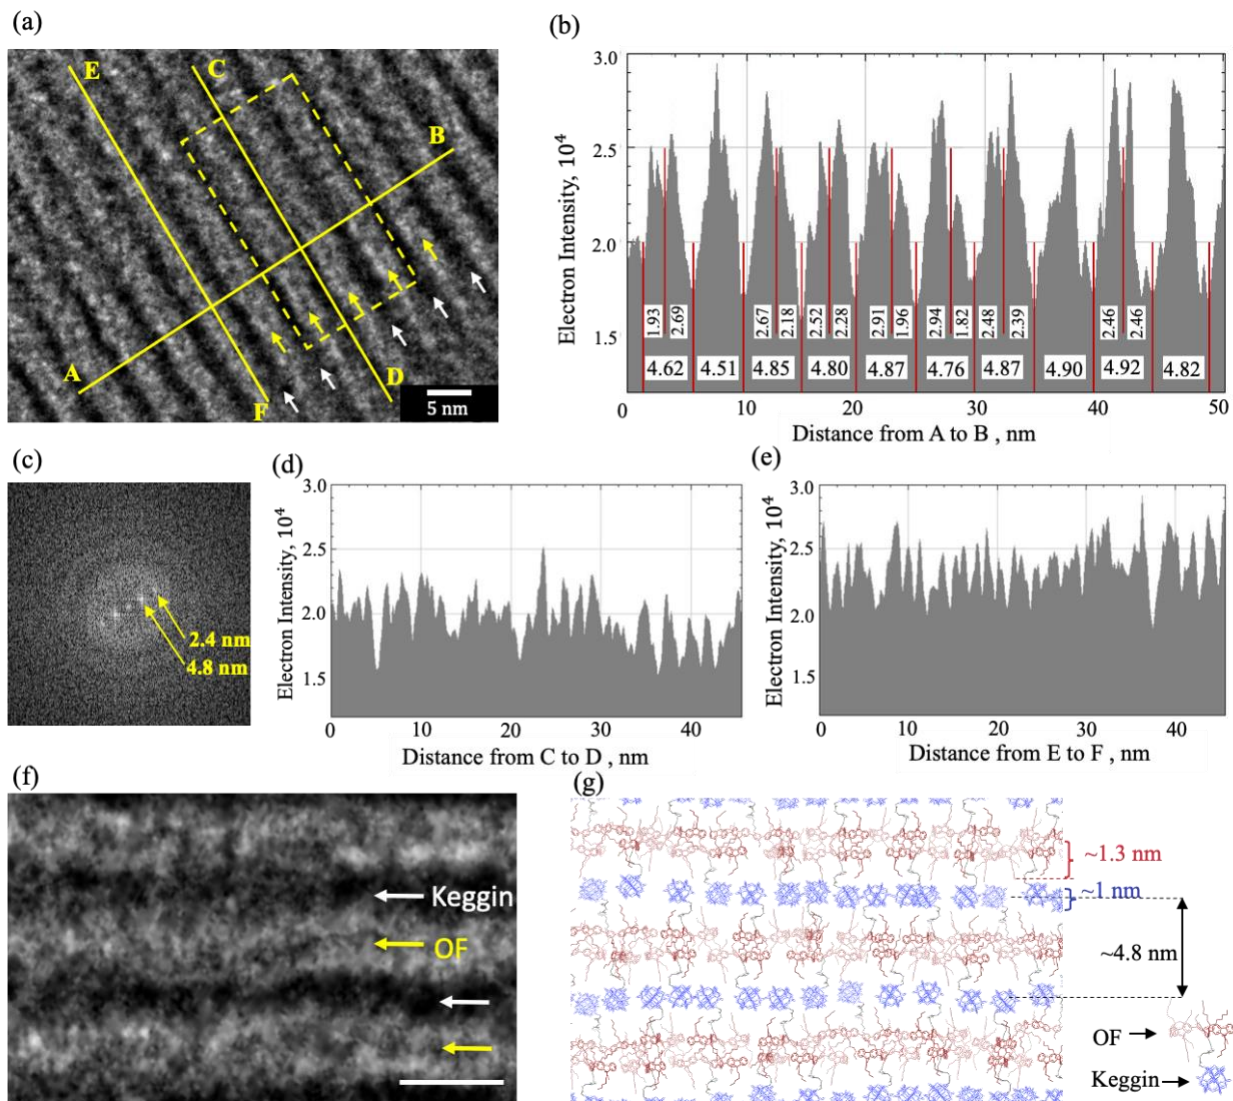 (a)
E
C
B
A
F
D
5 nm
(b)
Electron Intensity, 10⁴
3.0
2.5
2.0
1.5
1.93
2.69
2.67
2.18
2.52
2.28
2.91
1.96
2.94
1.82
2.48
2.39
2.46
2.46
4.62
4.51
4.85
4.80
4.87
4.76
4.87
4.90
4.92
4.82
0
10
20
30
40
50
Distance from A to B , nm
(c)
2.4 nm
4.8 nm
(d)
Electron Intensity, 10⁴
3.0
2.5
2.0
1.5
0
10
20
30
40
Distance from C to D , nm
(e)
Electron Intensity, 10⁴
3.0
2.5
2.0
1.5
0
10
20
30
40
Distance from E to F , nm
(f)
Keggin
OF
(g)
~1.3 nm
~1 nm
~4.8 nm
OF
Keggin